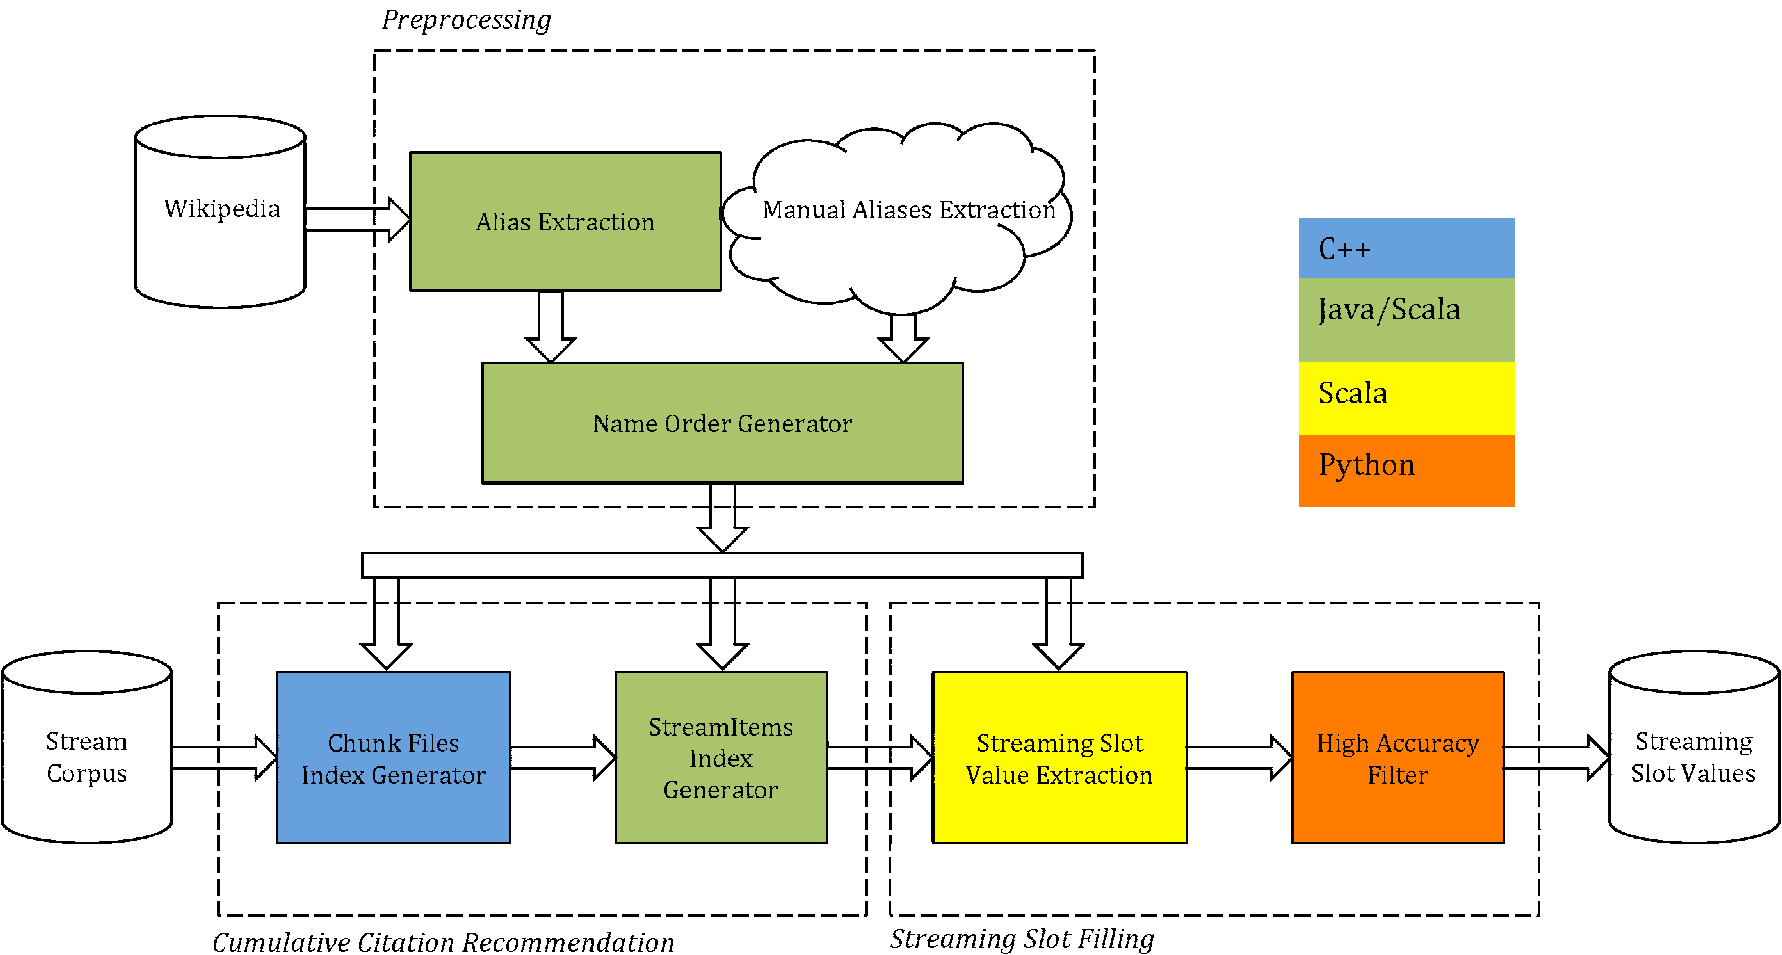 Preprocessing
Wikipedia
Alias Extraction
Manual Aliases Extraction
Name Order Generator
C++
Java/Scala
Scala
Python
Stream
Corpus
Chunk Files
Index Generator
StreamItems
Index
Generator
Streaming Slot
Value Extraction
High Accuracy
Filter
Streaming
Slot Values
Cumulative Citation Recommendation
Streaming Slot Filling